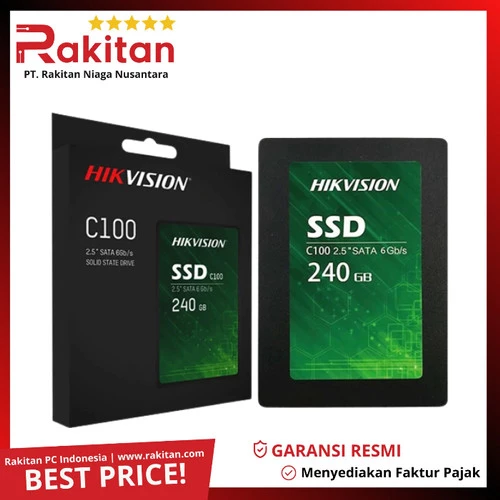 Rakitan
PT. Rakitan Niaga Nusantara
HIKVISION
C100
2.5" SATA 6Gb/s
SOLID STATE DRIVE
HIKVISION
SSD C100
2.5" SATA 6Gb/s
240 GB
HIKVISION
SSD
C100 2.5" SATA 6Gb/s
240 GB
Rakitan PC Indonesia | www.rakitan.com
BEST PRICE!
GARANSI RESMI
Menyediakan Faktur Pajak